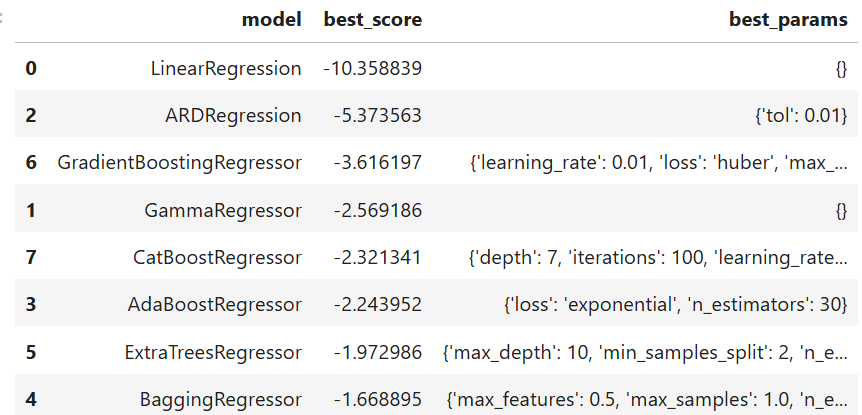 model best_score best_params
0 LinearRegression -10.358839 {}
2 ARDRegression -5.373563 {'tol': 0.01}
6 GradientBoostingRegressor -3.616197 {'learning_rate': 0.01, 'loss': 'huber', 'max_...
1 GammaRegressor -2.569186 {}
7 CatBoostRegressor -2.321341 {'depth': 7, 'iterations': 100, 'learning_rate...
3 AdaBoostRegressor -2.243952 {'loss': 'exponential', 'n_estimators': 30}
5 ExtraTreesRegressor -1.972986 {'max_depth': 10, 'min_samples_split': 2, 'n_e...
4 BaggingRegressor -1.668895 {'max_features': 0.5, 'max_samples': 1.0, 'n_e...